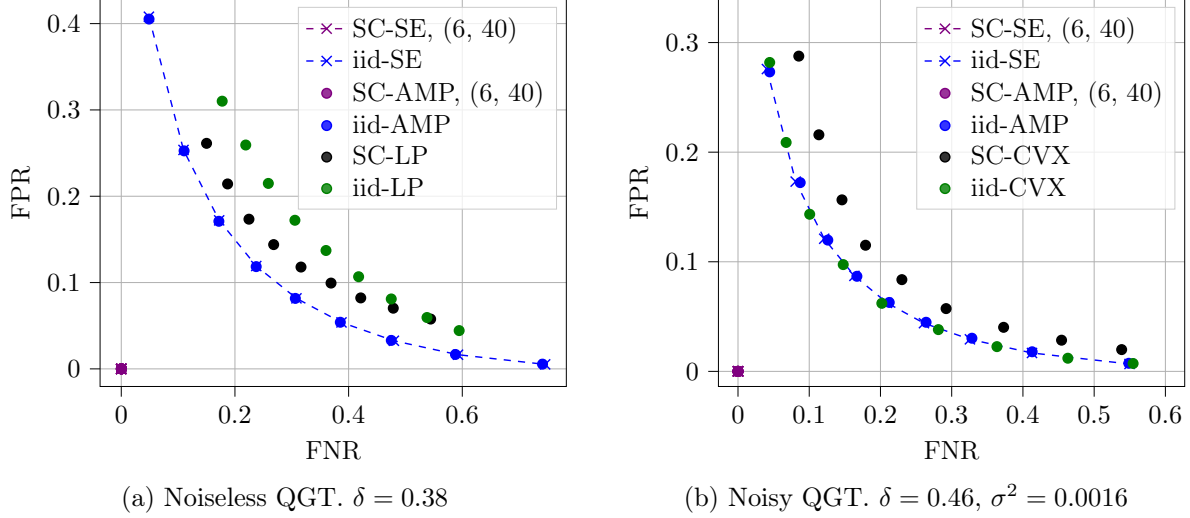 0.4
0.3
0.2
0.1
0
FPR
0
0.2
0.4
0.6
FNR
SC-SE, (6, 40)
iid-SE
SC-AMP, (6, 40)
iid-AMP
SC-LP
iid-LP
(a) Noiseless QGT. δ = 0.38
0.3
0.2
0.1
0
FPR
0
0.1
0.2
0.3
0.4
0.5
0.6
FNR
SC-SE, (6, 40)
iid-SE
SC-AMP, (6, 40)
iid-AMP
SC-CVX
iid-CVX
(b) Noisy QGT. δ = 0.46, σ² = 0.0016